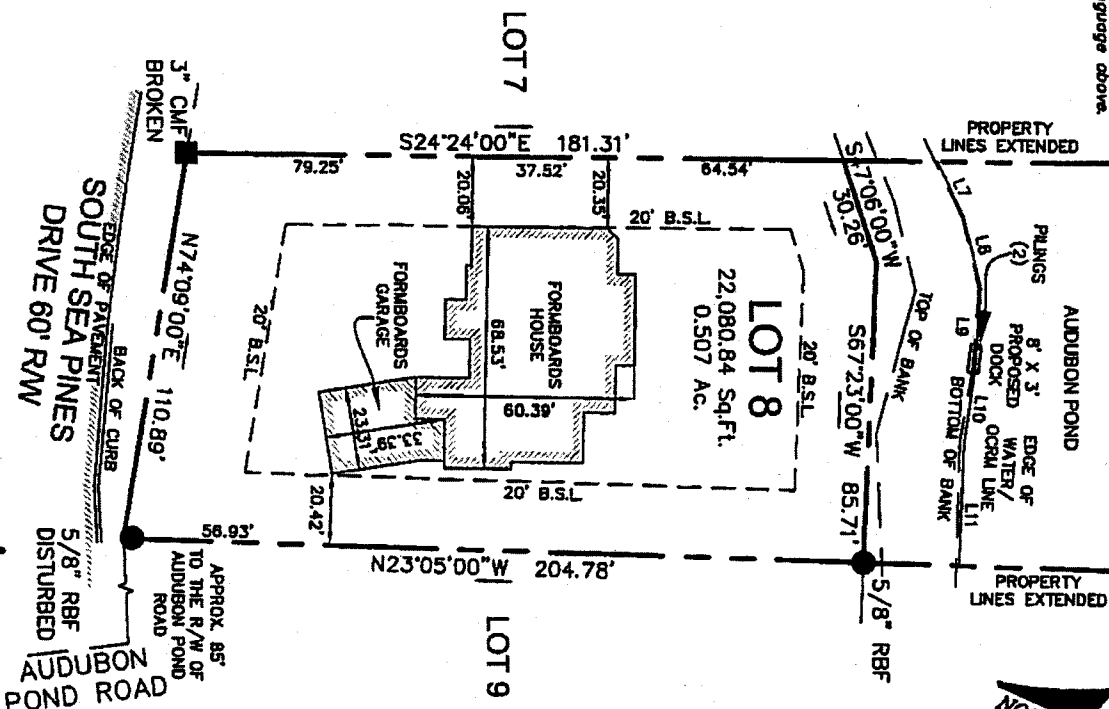 guage above.
LOT 7
3" CMF
BROKEN
S24°24'00"E 181.31'
79.25'
37.52'
64.54'
20.06'
20.35'
PROPERTY
LINES EXTENDED
S47°06'00"W
30.26'
L7
L8
PILINGS
(2)
L9
8' X 3'
PROPOSED
DOCK
L10
EDGE OF
WATER/
OCRM LINE
L11
BOTTOM OF BANK
AUDUBON POND
TOP OF BANK
S67°23'00"W 85.71'
20' B.S.L.
20' B.S.L.
20' B.S.L.
20' B.S.L.
LOT 8
22,080.84 Sq.Ft.
0.507 Ac.
FORMBOARDS
HOUSE
68.53'
60.39'
FORMBOARDS
GARAGE
23.31'
33.39'
20.42'
N74°09'00"E 110.89'
EDGE OF PAVEMENT
BACK OF CURB
SOUTH SEA PINES
DRIVE 60' R/W
56.93'
N23°05'00"W 204.78'
5/8" RBF
PROPERTY
LINES EXTENDED
5/8" RBF
DISTURBED
APPROX. 85'
TO THE R/W OF
AUDUBON POND
ROAD
AUDUBON
POND ROAD
LOT 9